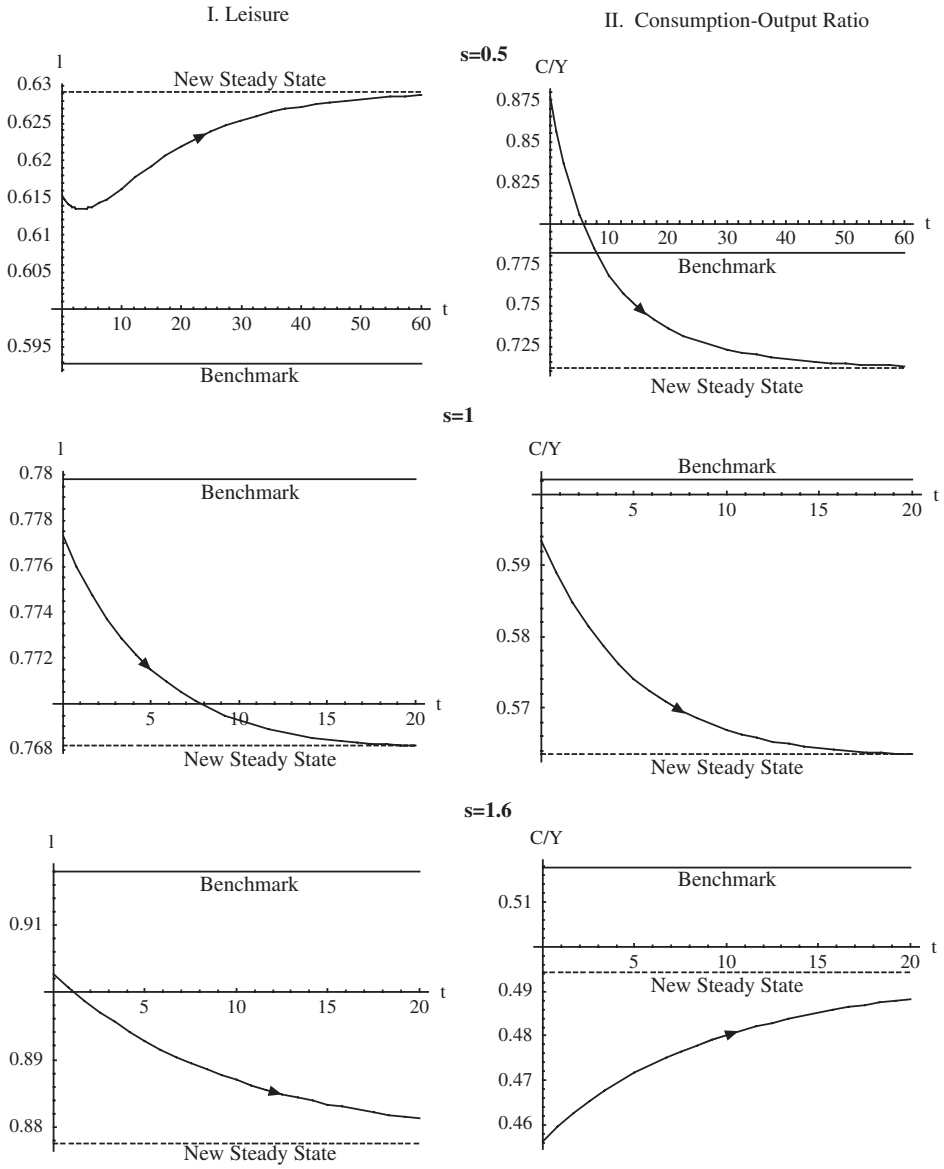 I. Leisure
II. Consumption-Output Ratio
s=0.5
l
0.63
0.625
0.62
0.615
0.61
0.605
0.595
New Steady State
10 20 30 40 50 60 t
Benchmark
C/Y
0.875
0.85
0.825
0.775
0.75
0.725
10 20 30 40 50 60 t
Benchmark
New Steady State
s=1
l
0.78
0.778
0.776
0.774
0.772
0.768
Benchmark
5 10 15 20 t
New Steady State
C/Y
0.59
0.58
0.57
Benchmark
5 10 15 20 t
New Steady State
s=1.6
l
0.91
0.89
0.88
Benchmark
5 10 15 20 t
New Steady State
C/Y
0.51
0.49
0.48
0.47
0.46
Benchmark
5 10 15 20 t
New Steady State